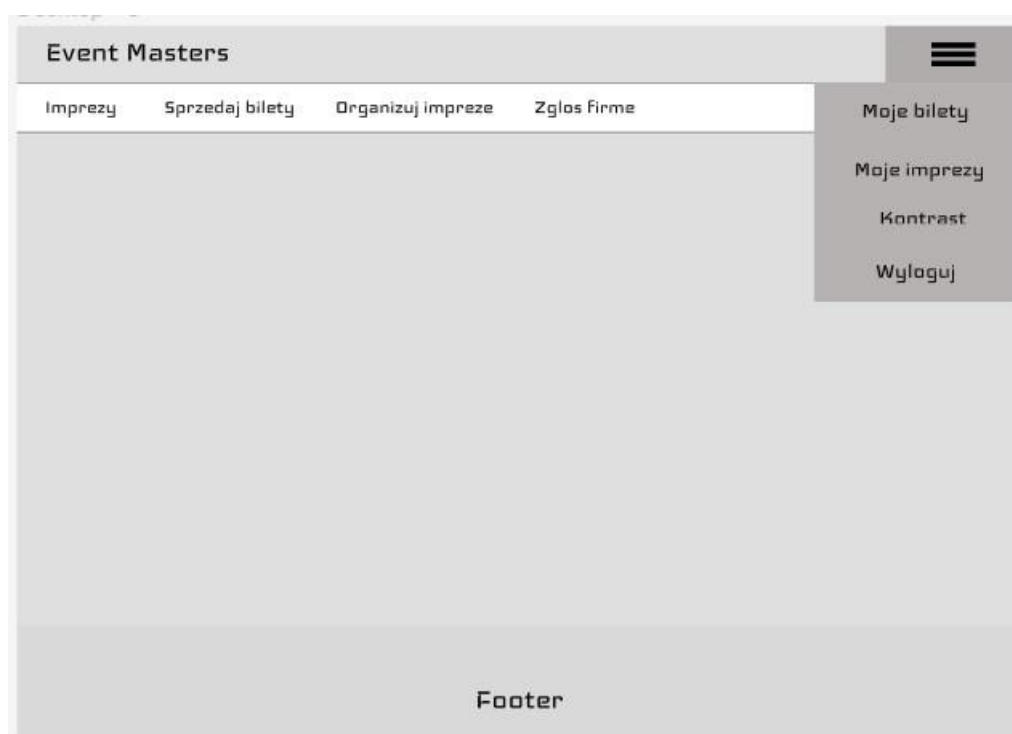 Event Masters
Imprezy Sprzedaj bilety Organizuj impreze Zglos firme
Moje bilety
Moje imprezy
Kontrast
Wyloguj
Footer